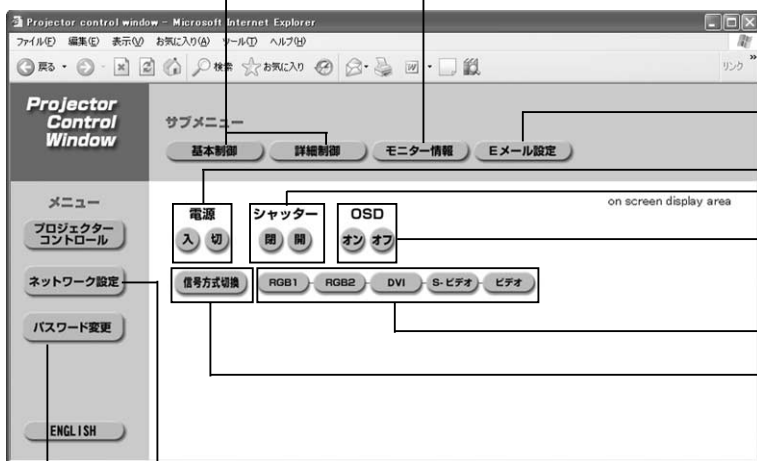 Projector control window - Microsoft Internet Explorer
ファイル(F) 編集(E) 表示(V) お気に入り(A) ツール(T) ヘルプ(H)
戻る 検索 お気に入り リンク
Projector
Control
Window
サブメニュー
基本制御 詳細制御 モニター情報 Eメール設定
メニュー
プロジェクター
コントロール
ネットワーク設定
パスワード変更
ENGLISH
電源 シャッター OSD
入 切 閉 開 オン オフ
on screen display area
信号方式切換 RGB1 RGB2 DVI S-ビデオ ビデオ